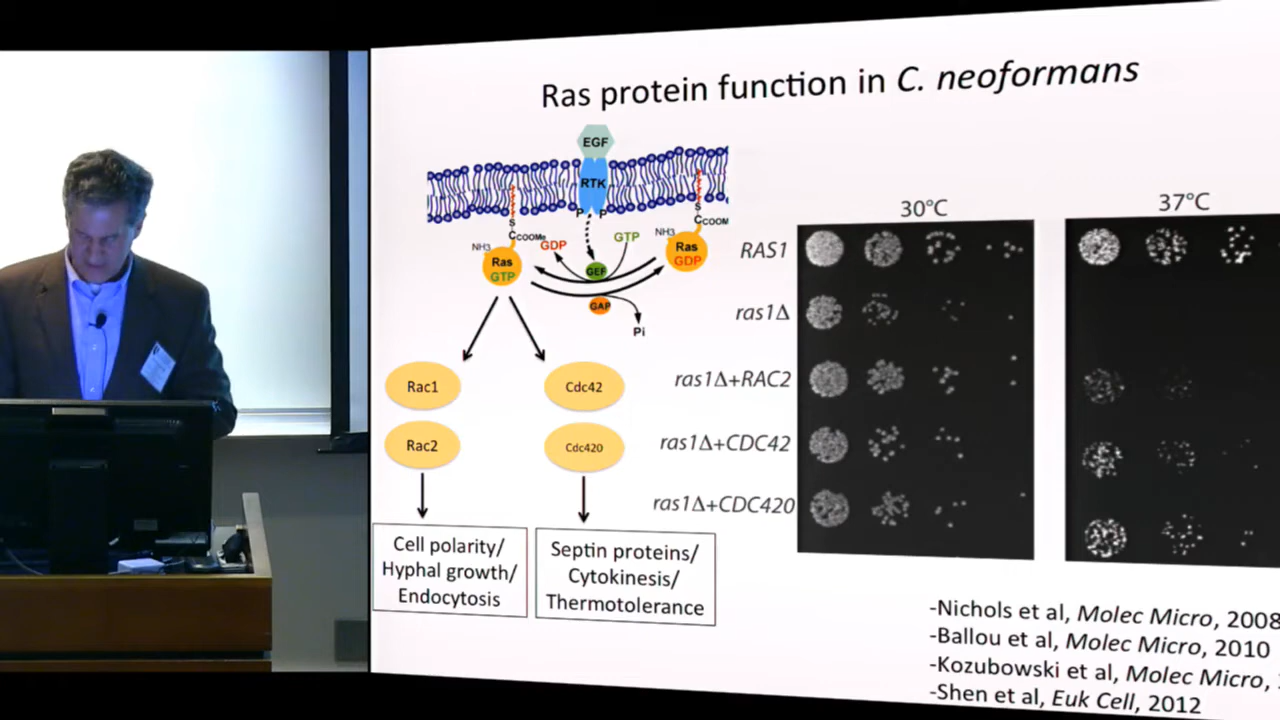 Ras protein function in C. neoformans
EGF
RTK
P P
S
CCOOMe
NH3
Ras
GTP
GDP
GTP
GEF
GAP
Pi
S
CCOOM
NH3
Ras
GDP
Rac1
Cdc42
Rac2
Cdc420
Cell polarity/
Hyphal growth/
Endocytosis
Septin proteins/
Cytokinesis/
Thermotolerance
30°C
37°C
RAS1
ras1Δ
ras1Δ+RAC2
ras1Δ+CDC42
ras1Δ+CDC420
-Nichols et al, Molec Micro, 2008
-Ballou et al, Molec Micro, 2010
-Kozubowski et al, Molec Micro,
-Shen et al, Euk Cell, 2012